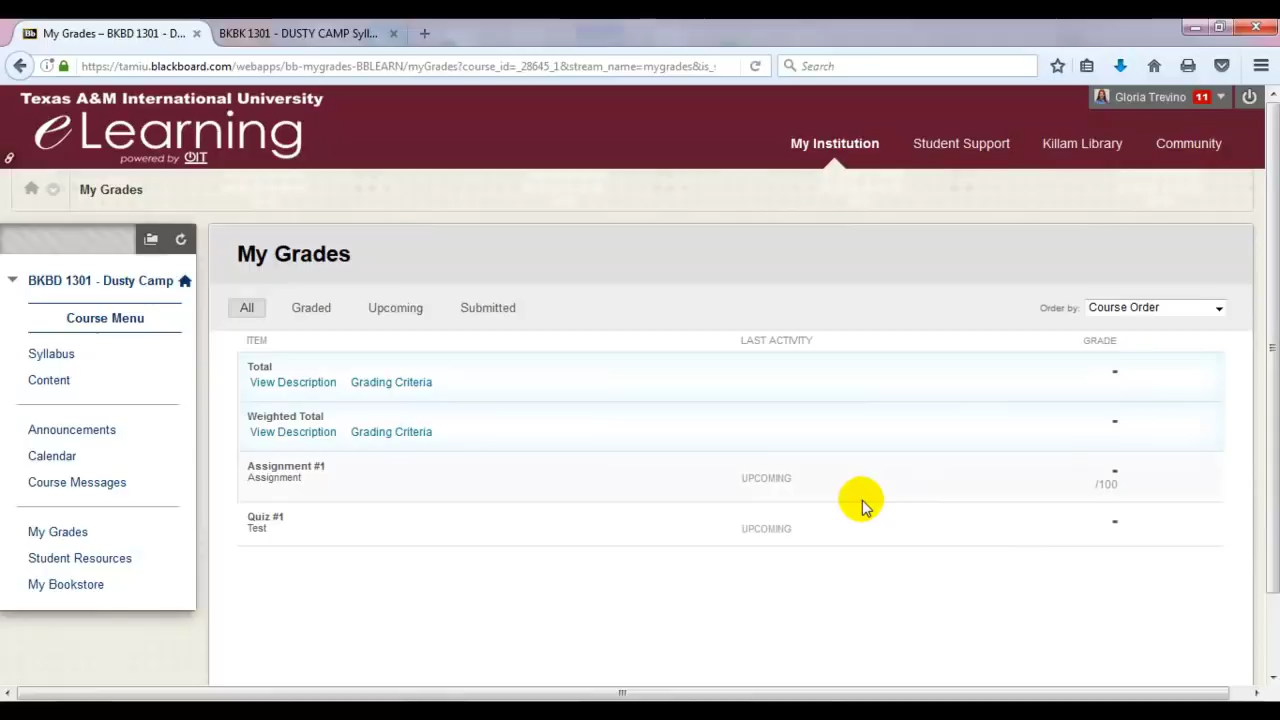 My Grades – BKBD 1301 - D...
BKBK 1301 - DUSTY CAMP Syll...
https://tamiu.blackboard.com/webapps/bb-mygrades-BBLEARN/myGrades?course_id=_28645_1&stream_name=mygrades&is_s
Search
Texas A&M International University
eLearning
powered by OIT
Gloria Trevino 11
My Institution
Student Support
Killam Library
Community
My Grades
BKBD 1301 - Dusty Camp
Course Menu
Syllabus
Content
Announcements
Calendar
Course Messages
My Grades
Student Resources
My Bookstore
My Grades
All
Graded
Upcoming
Submitted
Order by: Course Order
ITEM
LAST ACTIVITY
GRADE
Total
-
View Description
Grading Criteria
Weighted Total
-
View Description
Grading Criteria
Assignment #1
-
Assignment
UPCOMING
/100
Quiz #1
-
Test
UPCOMING